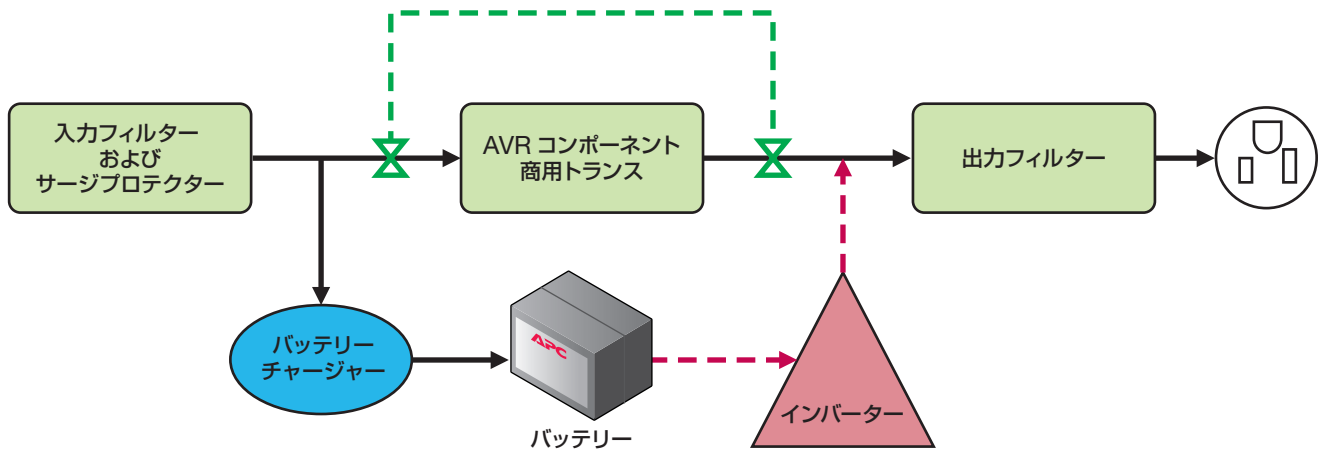 入力フィルター
および
サージプロテクター
AVR コンポーネント
商用トランス
出力フィルター
バッテリー
チャージャー
APC
バッテリー
インバーター